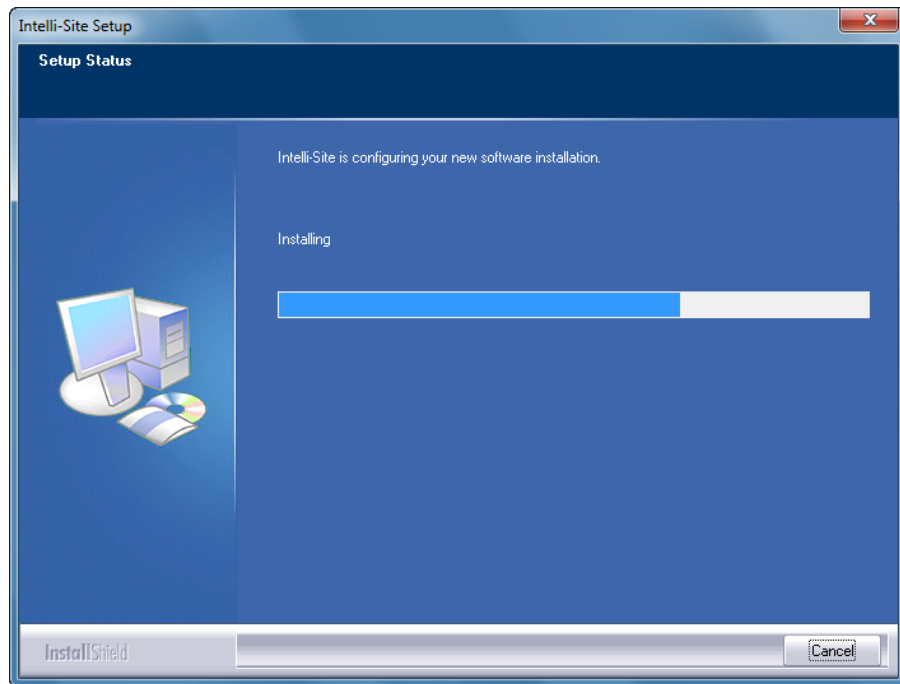 Intelli-Site Setup
Setup Status
Intelli-Site is configuring your new software installation.
Installing
InstallShield
Cancel